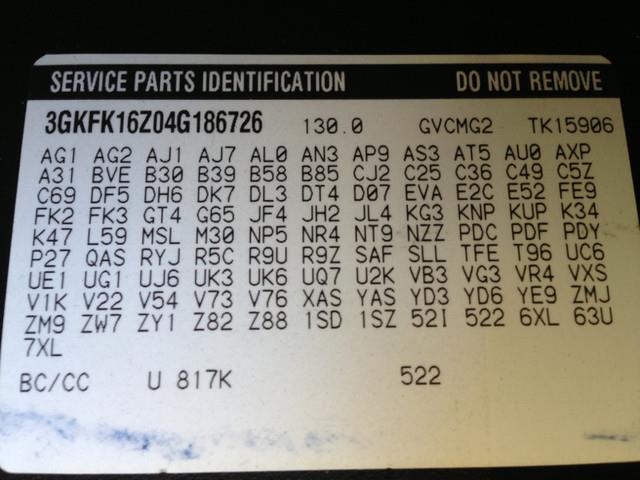 SERVICE PARTS IDENTIFICATION DO NOT REMOVE
3GKFK16Z04G186726 130.0 GVCMG2 TK15906
AG1 AG2 AJ1 AJ7 AL0 AN3 AP9 AS3 AT5 AU0 AXP
A31 BVE B30 B39 B58 B85 CJ2 C25 C36 C49 C5Z
C69 DF5 DH6 DK7 DL3 DT4 D07 EVA E2C E52 FE9
FK2 FK3 GT4 G65 JF4 JH2 JL4 KG3 KNP KUP K34
K47 L59 MSL M30 NP5 NR4 NT9 NZZ PDC PDF PDY
P27 QAS RYJ R5C R9U R9Z SAF SLL TFE T96 UC6
UE1 UG1 UJ6 UK3 UK6 UQ7 U2K VB3 VG3 VR4 VXS
V1K V22 V54 V73 V76 XAS YAS YD3 YD6 YE9 ZMJ
ZM9 ZW7 ZY1 Z82 Z88 1SD 1SZ 52I 522 6XL 63U
7XL
BC/CC U 817K 522